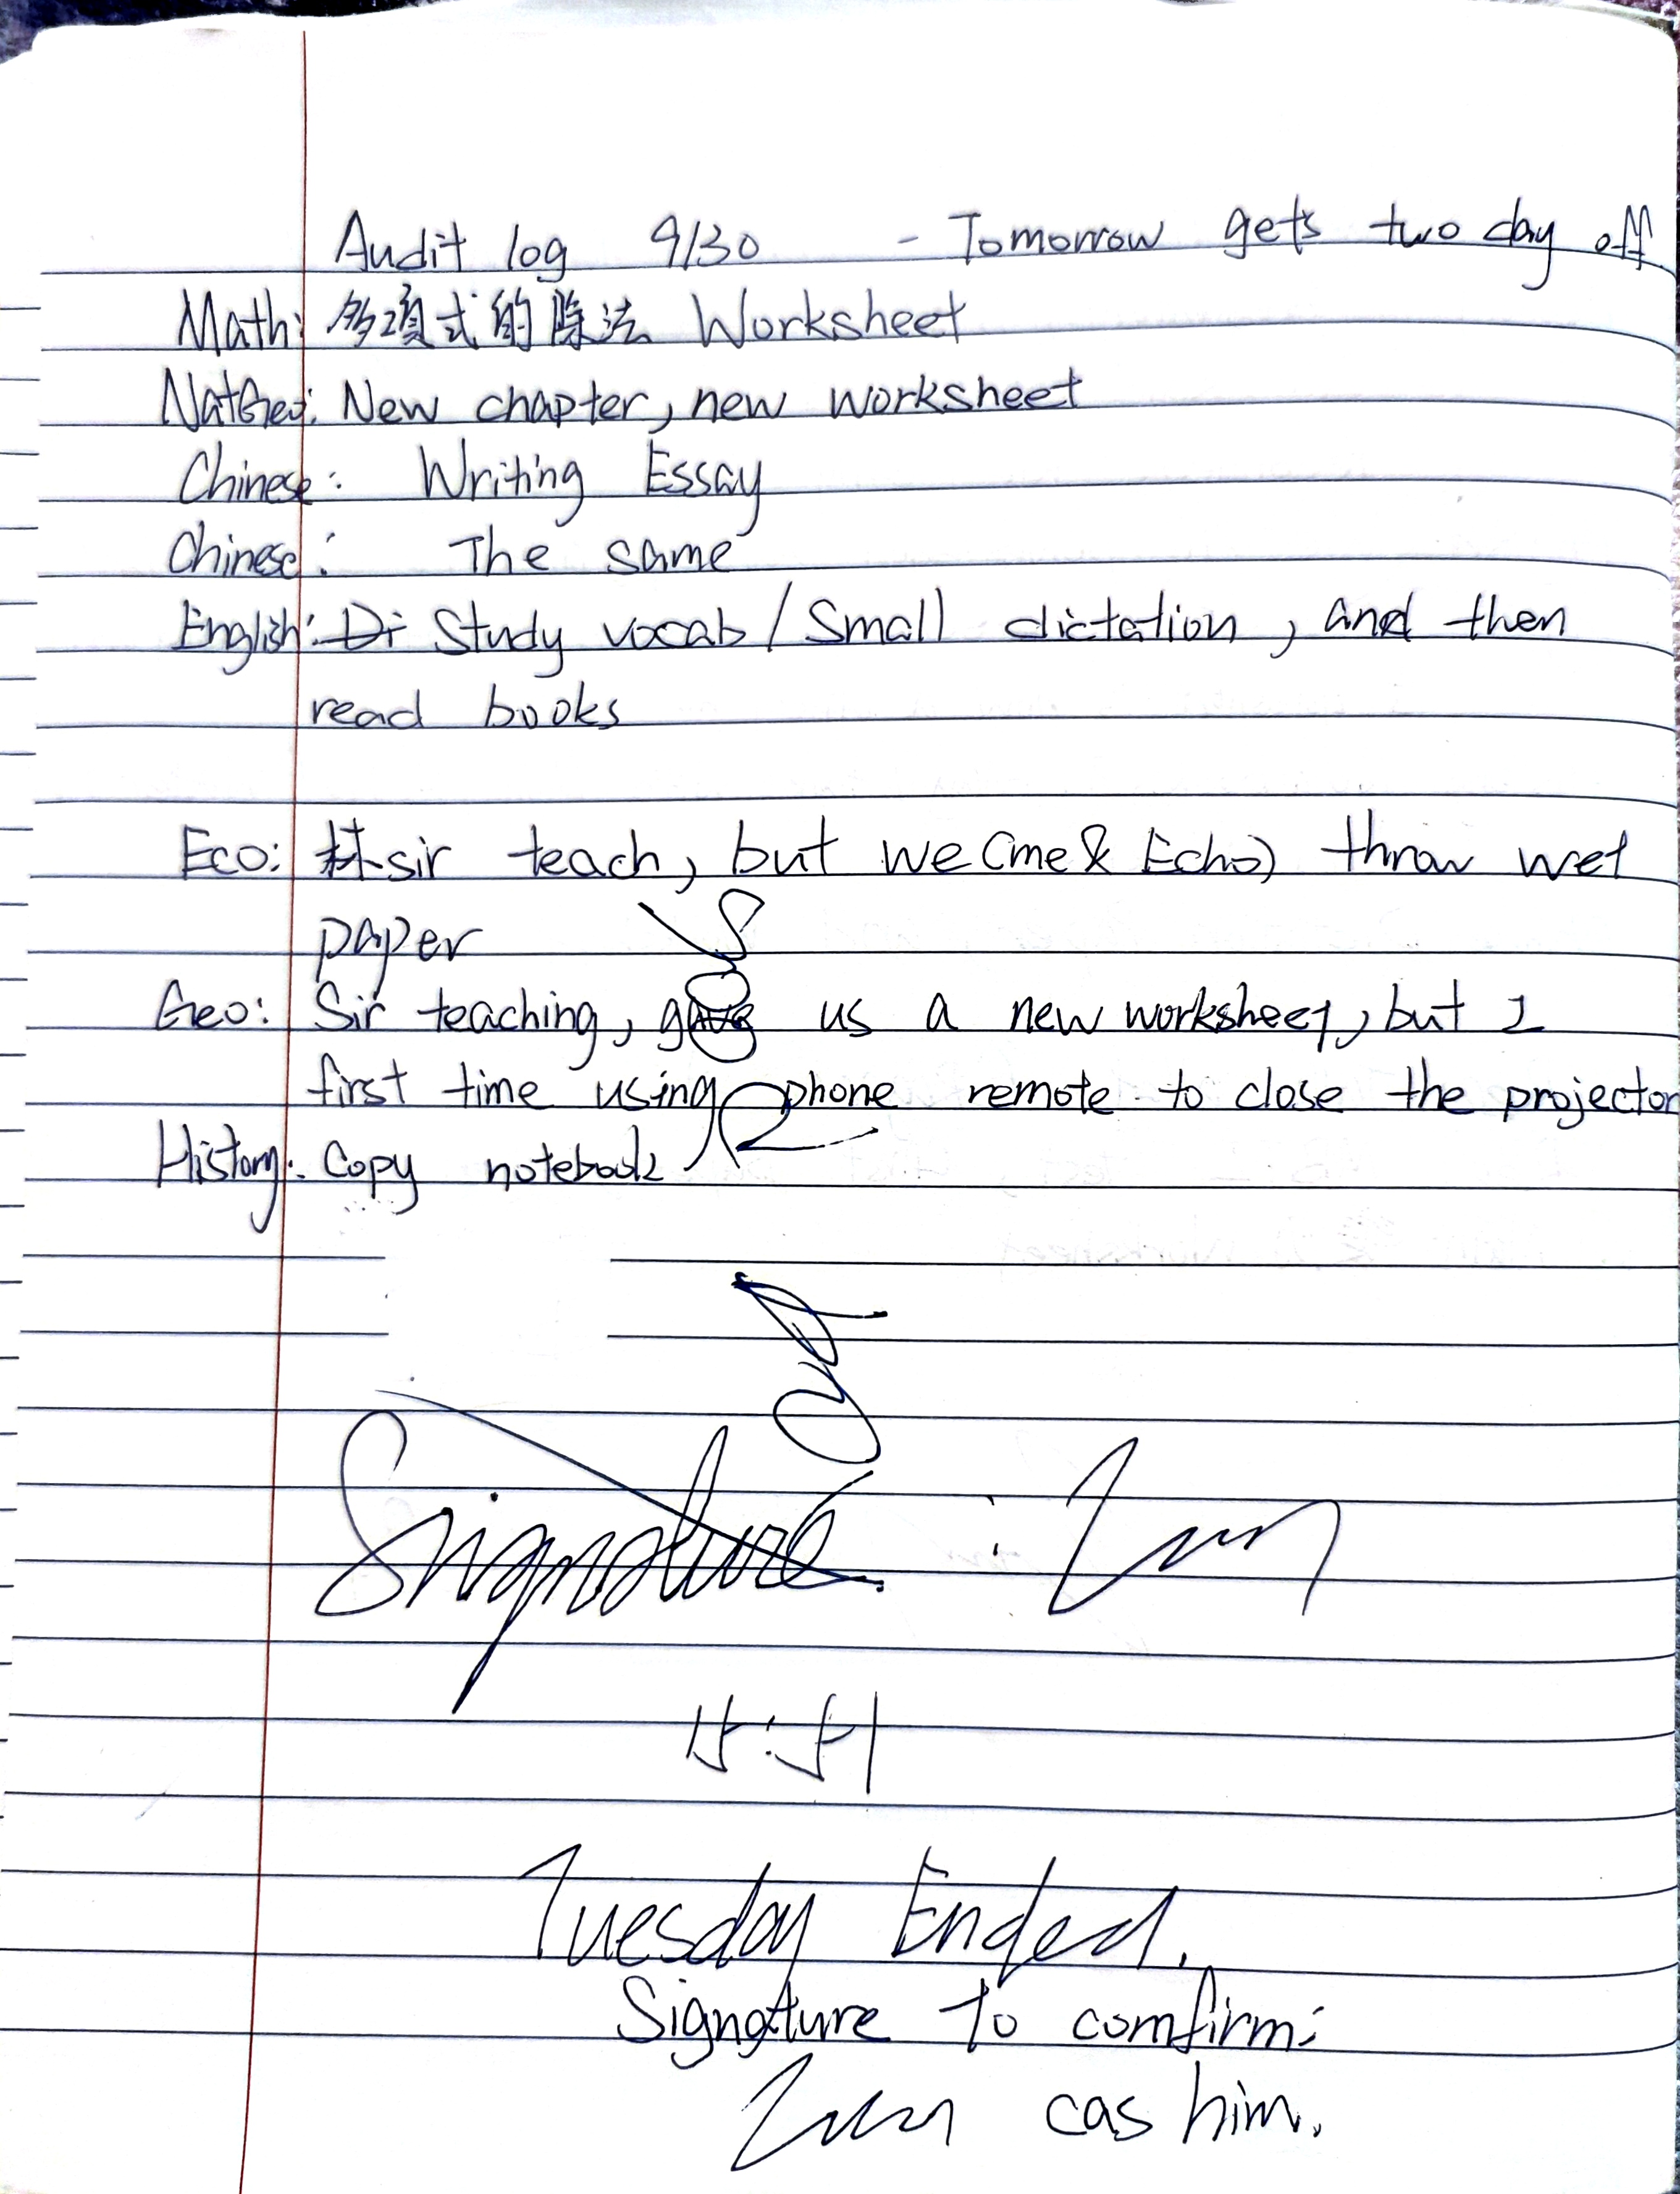 Audit log 9/30 - Tomorrow gets two day off
Math: 多項式的除法 Worksheet
NatGeo: New chapter, new worksheet
Chinese: Writing Essay
Chinese: The same
English: Di Study vocab / Small dictation, and then
read books
Eco: 林sir teach, but we (me & Echo) throw wet
paper
Geo: Sir teaching, gave us a new worksheet, but I
first time using phone remote to close the projector
History: Copy notebook
Signature :
Tuesday Ended.
Signature to comfirm:
cas him.